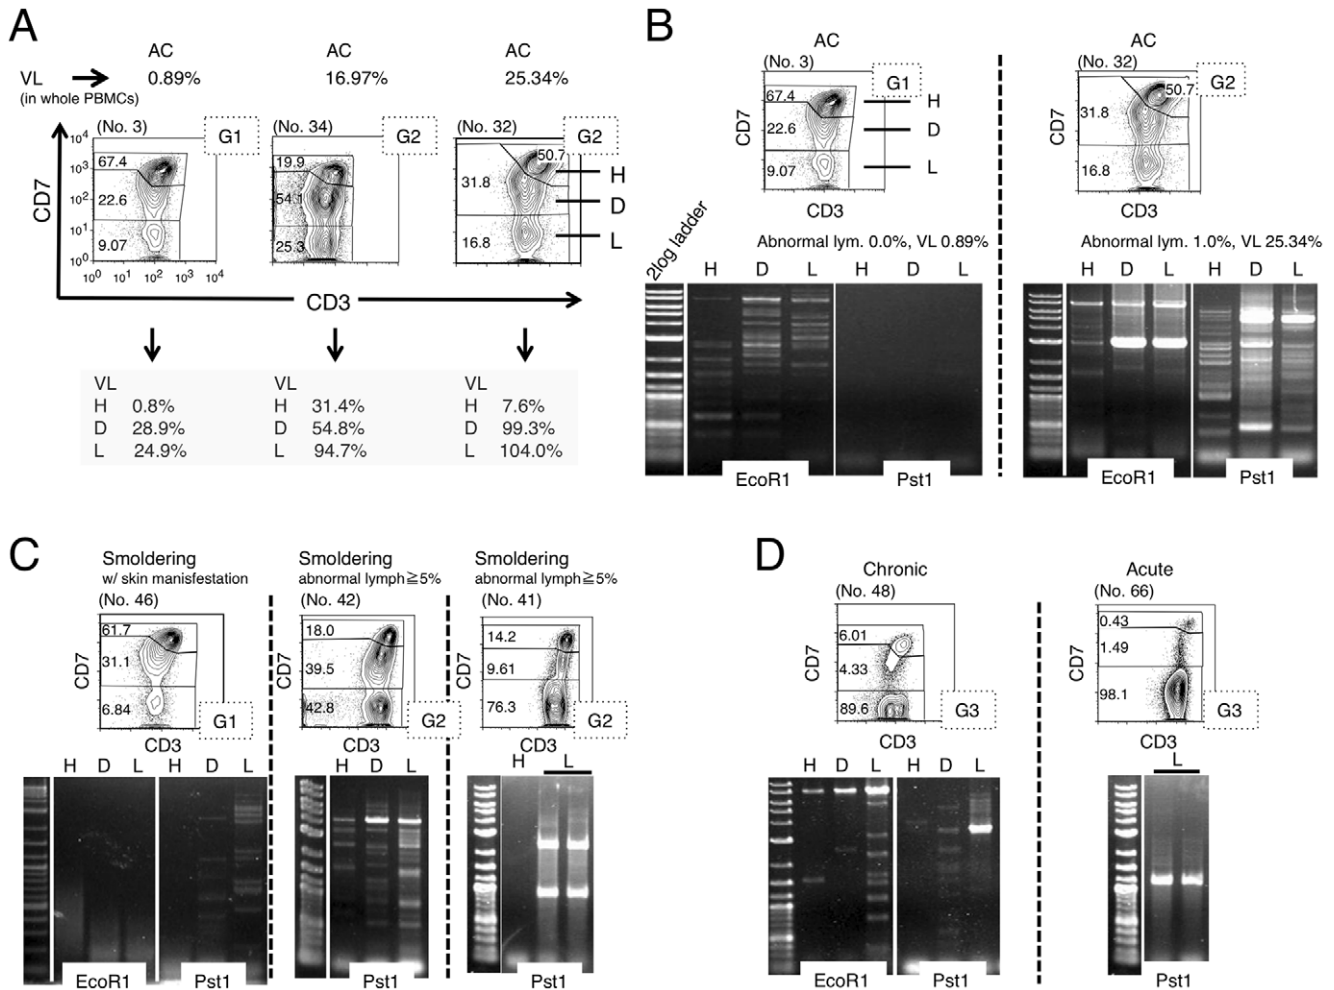 A
AC AC AC
VL 0.89% 16.97% 25.34%
(in whole PBMCs)
(No. 3) (No. 34) (No. 32)
G1 G2 G2
10⁴
10³
10²
10¹
10⁰
10⁰ 10¹ 10² 10³ 10⁴
CD7
67.4
22.6
9.07
19.9
54.1
25.3
50.7
31.8
16.8
H
D
L
CD3
VL VL VL
H 0.8% H 31.4% H 7.6%
D 28.9% D 54.8% D 99.3%
L 24.9% L 94.7% L 104.0%
B
AC AC
(No. 3) (No. 32)
G1 G2
CD7
67.4
22.6
9.07
H
D
L
CD7
50.7
31.8
16.8
CD3 CD3
2log ladder
Abnormal lym. 0.0%, VL 0.89% Abnormal lym. 1.0%, VL 25.34%
H D L H D L H D L H D L
EcoR1 Pst1 EcoR1 Pst1
C
Smoldering Smoldering Smoldering
w/ skin manisfestation abnormal lymph≧5% abnormal lymph≧5%
(No. 46) (No. 42) (No. 41)
CD7
61.7
31.1
6.84
G1
CD7
18.0
39.5
42.8
G2
CD7
14.2
9.61
76.3
G2
CD3 CD3 CD3
H D L H D L H D L H L
EcoR1 Pst1 Pst1 Pst1
D
Chronic Acute
(No. 48) (No. 66)
CD7
6.01
4.33
89.6
G3
CD7
0.43
1.49
98.1
G3
CD3 CD3
H D L H D L L
EcoR1 Pst1 Pst1